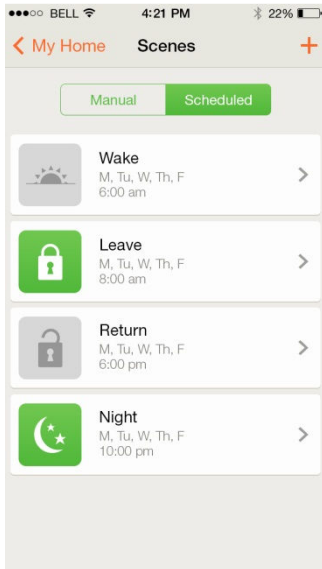 BELL 4:21 PM 22%
My Home Scenes +
Manual Scheduled
Wake
M, Tu, W, Th, F
6:00 am
Leave
M, Tu, W, Th, F
8:00 am
Return
M, Tu, W, Th, F
6:00 pm
Night
M, Tu, W, Th, F
10:00 pm